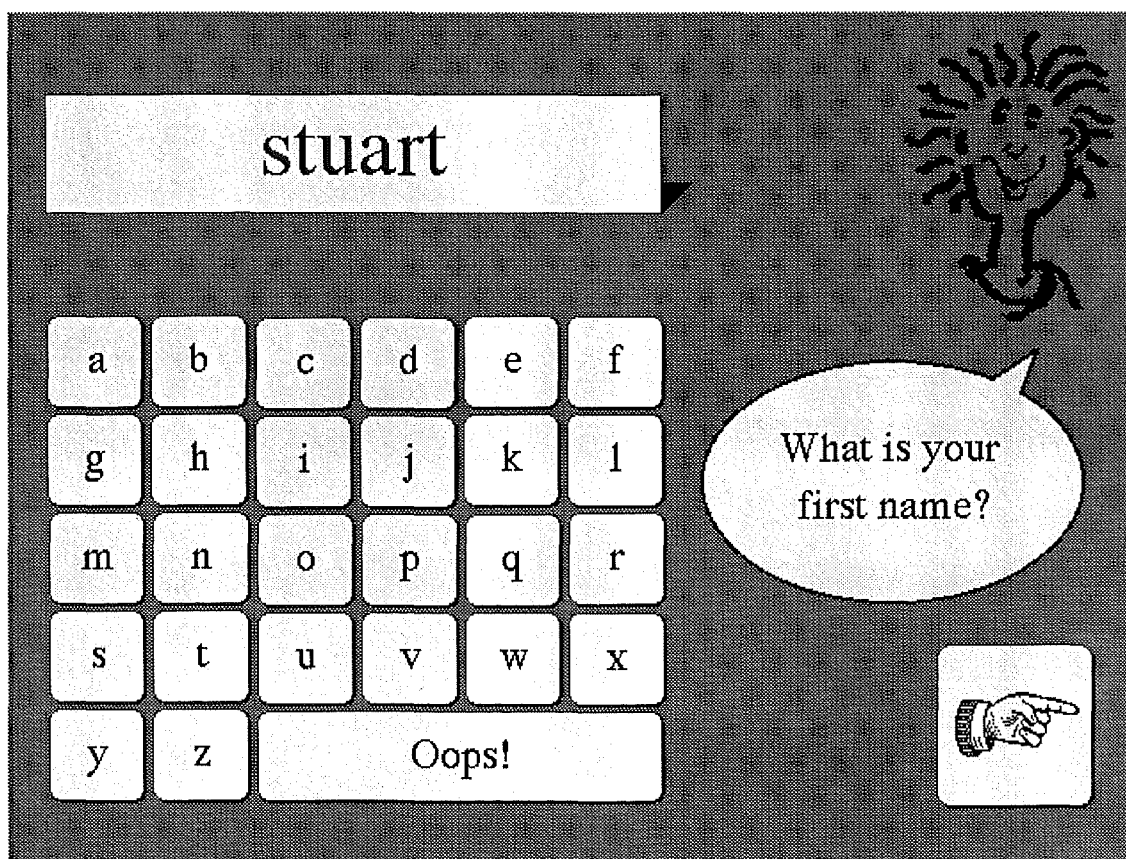 stuart
a b c d e f
g h i j k l
m n o p q r
s t u v w x
y z Oops!
What is your
first name?